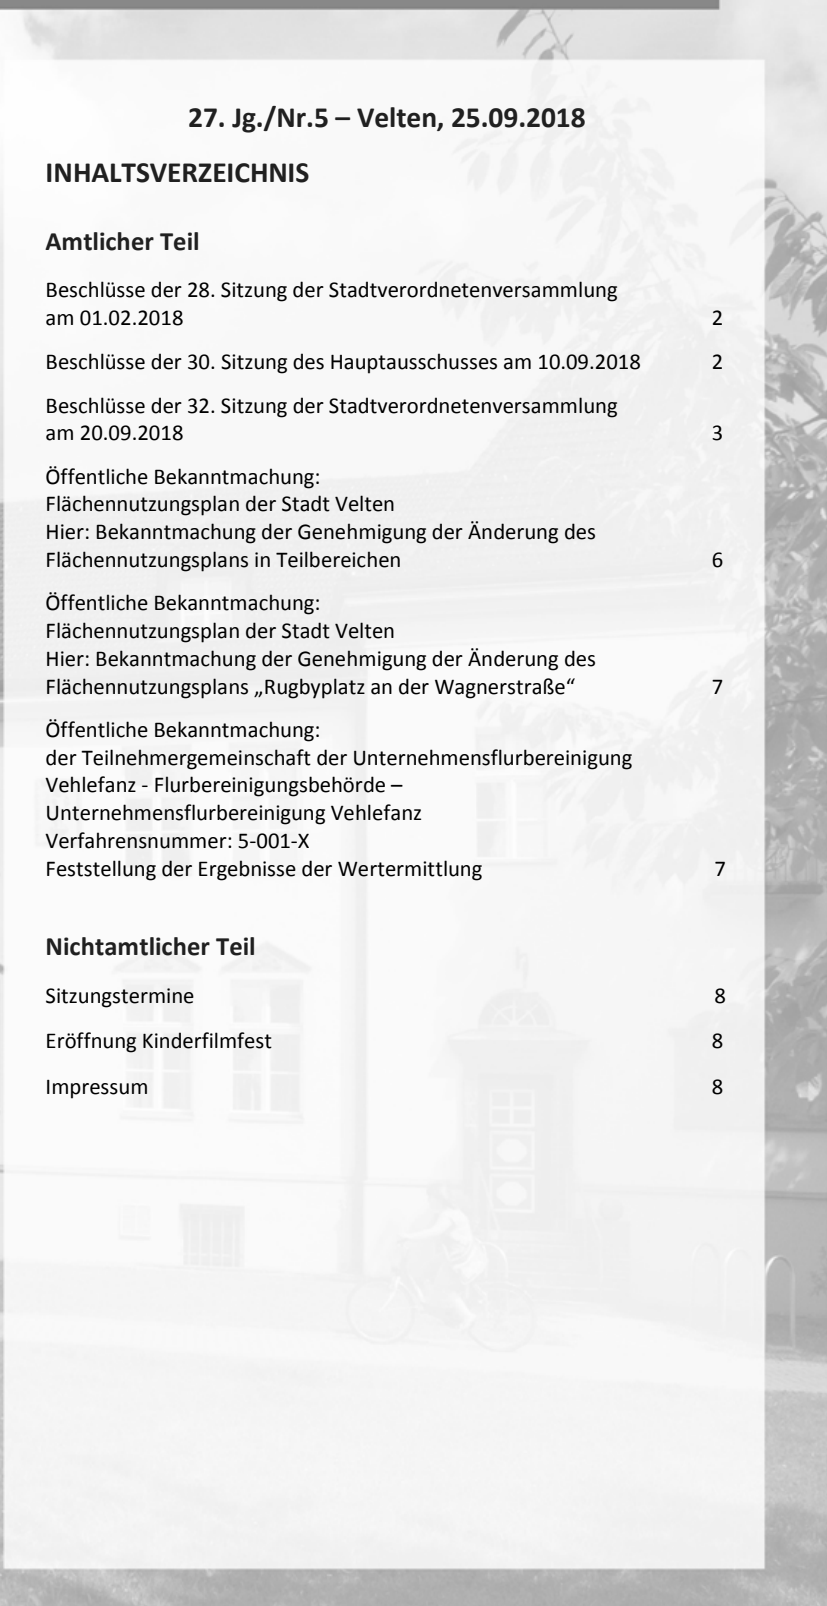 27. Jg./Nr.5 – Velten, 25.09.2018
INHALTSVERZEICHNIS
Amtlicher Teil
Beschlüsse der 28. Sitzung der Stadtverordnetenversammlung
am 01.02.2018 2
Beschlüsse der 30. Sitzung des Hauptausschusses am 10.09.2018 2
Beschlüsse der 32. Sitzung der Stadtverordnetenversammlung
am 20.09.2018 3
Öffentliche Bekanntmachung:
Flächennutzungsplan der Stadt Velten
Hier: Bekanntmachung der Genehmigung der Änderung des
Flächennutzungsplans in Teilbereichen 6
Öffentliche Bekanntmachung:
Flächennutzungsplan der Stadt Velten
Hier: Bekanntmachung der Genehmigung der Änderung des
Flächennutzungsplans „Rugbyplatz an der Wagnerstraße“ 7
Öffentliche Bekanntmachung:
der Teilnehmergemeinschaft der Unternehmensflurbereinigung
Vehlefanz - Flurbereinigungsbehörde –
Unternehmensflurbereinigung Vehlefanz
Verfahrensnummer: 5-001-X
Feststellung der Ergebnisse der Wertermittlung 7
Nichtamtlicher Teil
Sitzungstermine 8
Eröffnung Kinderfilmfest 8
Impressum 8